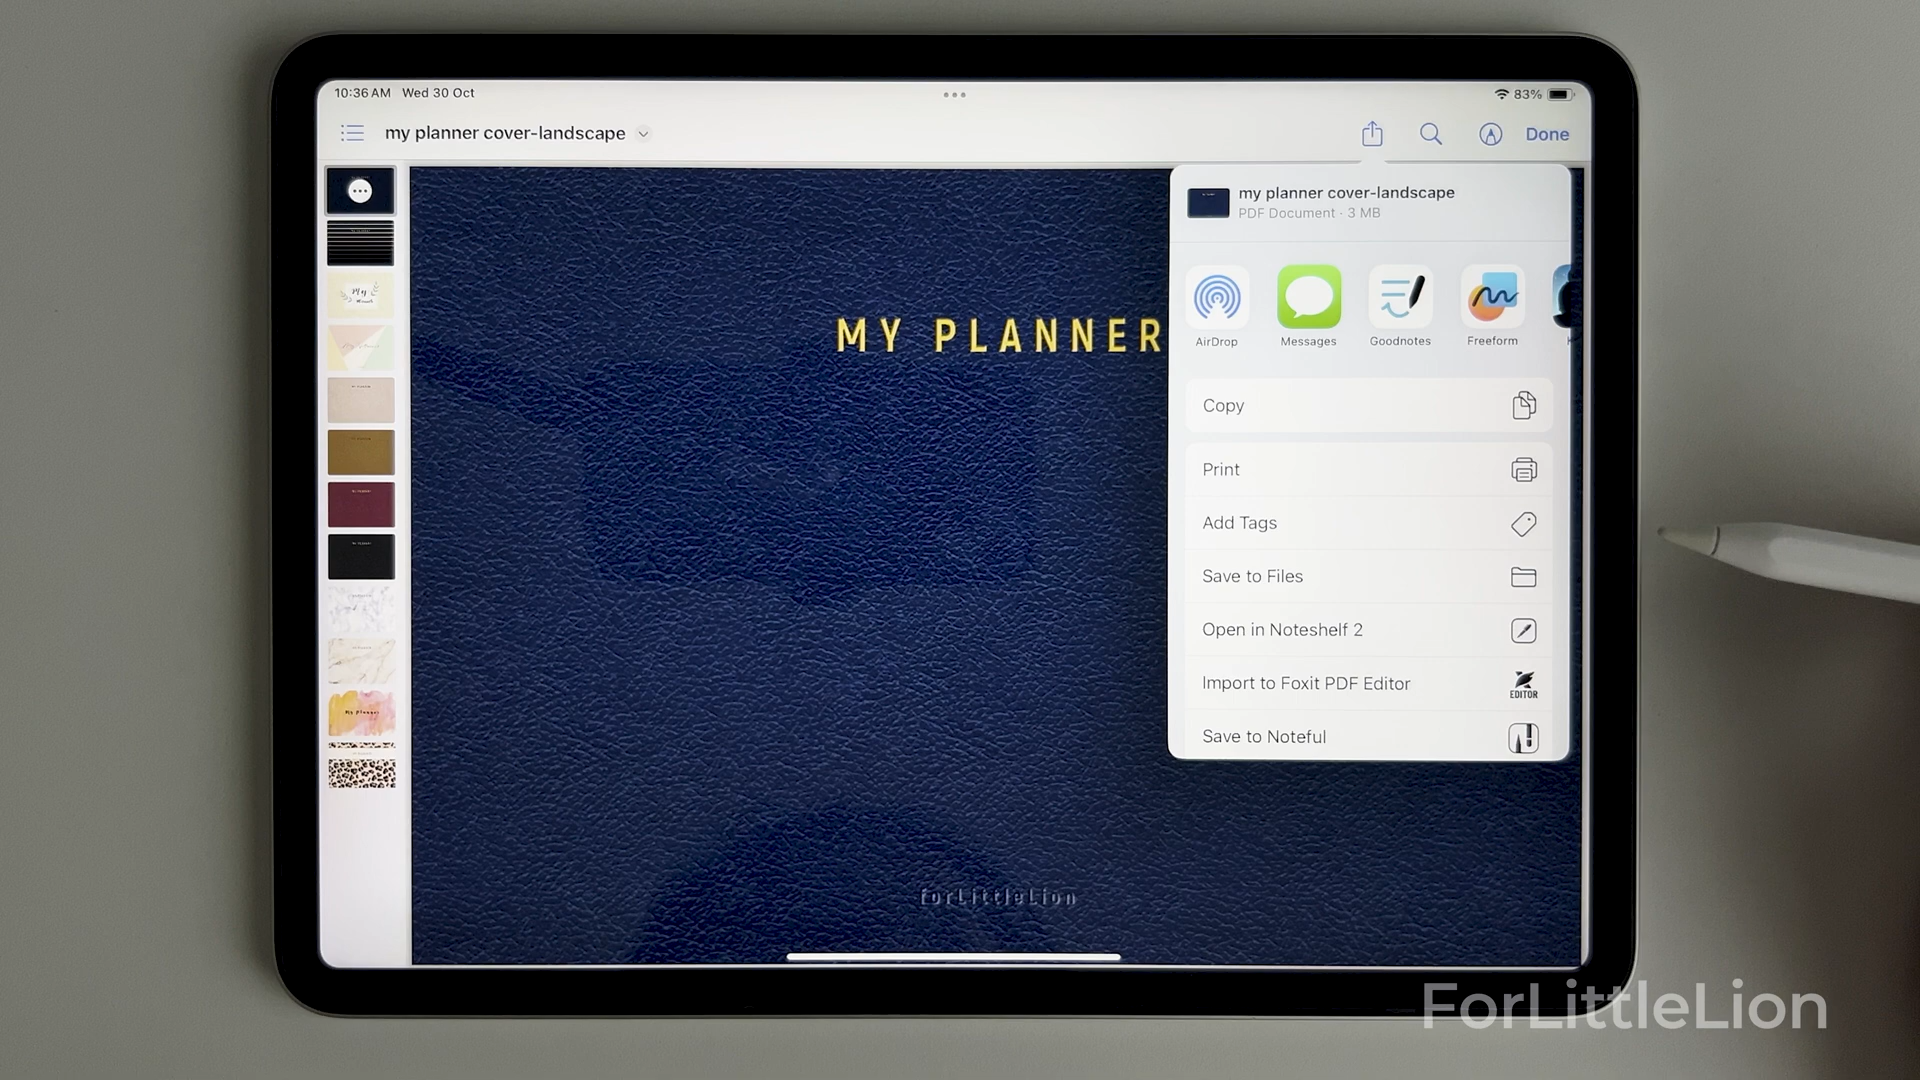 10:36 AM Wed 30 Oct
83%
my planner cover-landscape
Done
MY PLANNER
forLittleLion
my planner cover-landscape
PDF Document · 3 MB
AirDrop
Messages
Goodnotes
Freeform
Copy
Print
Add Tags
Save to Files
Open in Noteshelf 2
Import to Foxit PDF Editor
EDITOR
Save to Noteful
My Planner
ForLittleLion